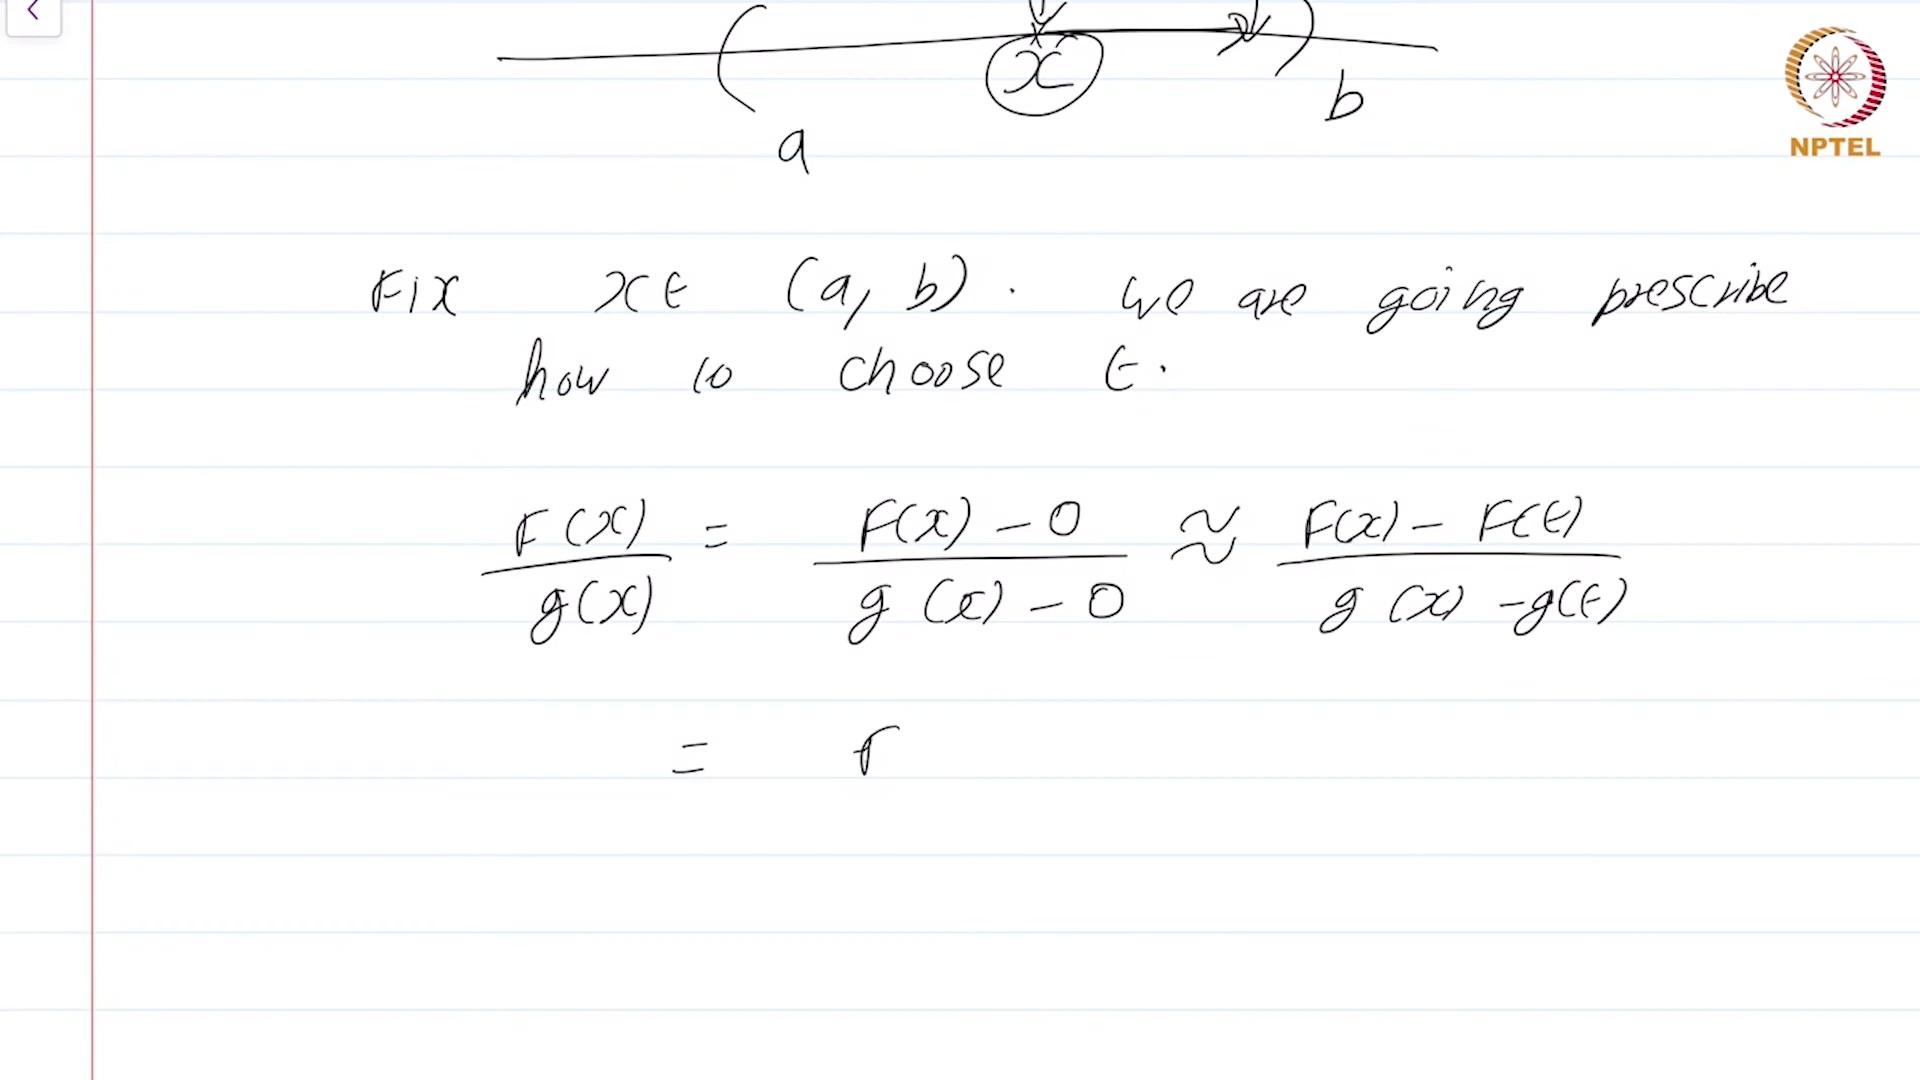 x
a
b
NPTEL
Fix x ∈ (a, b). We are going prescribe
how to choose t.
F(x)/g(x) = F(x) - 0 / g(x) - 0 ≈ F(x) - F(t) / g(x) - g(t)
= F